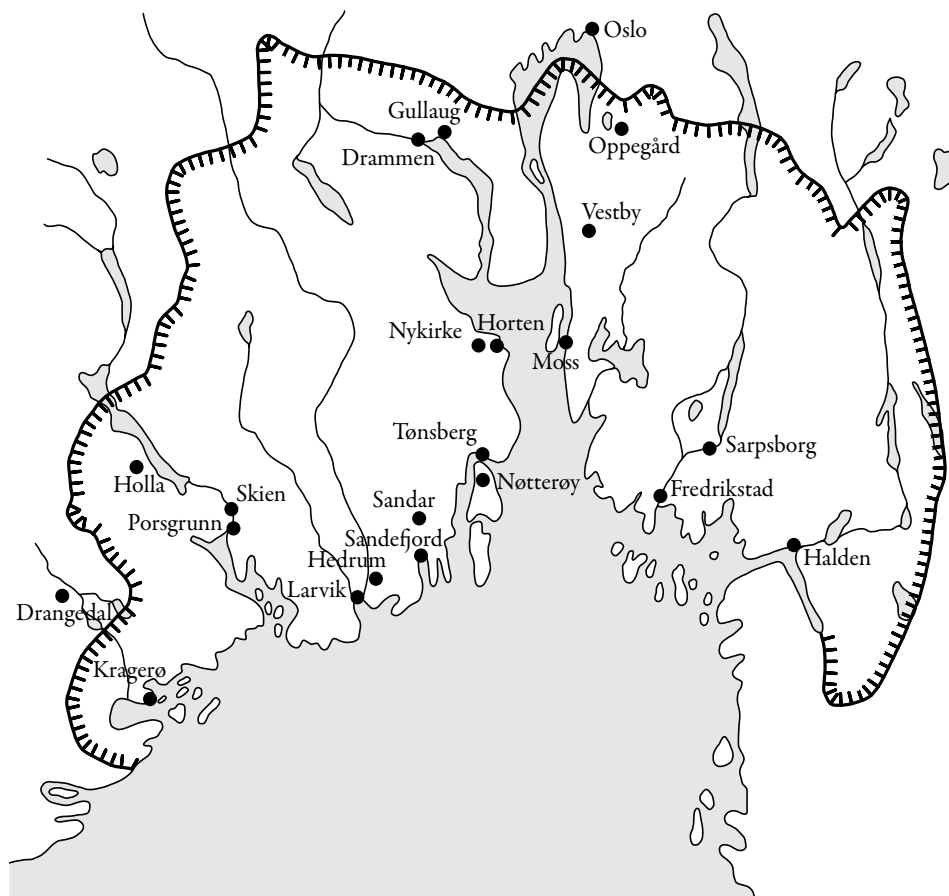 Oslo
Gullaug
Drammen
Oppegård
Vestby
Nykirke
Horten
Moss
Tønsberg
Nøtterøy
Sarpsborg
Fredrikstad
Holla
Skien
Porsgrunn
Sandar
Sandefjord
Hedrum
Larvik
Halden
Drangedal
Kragerø